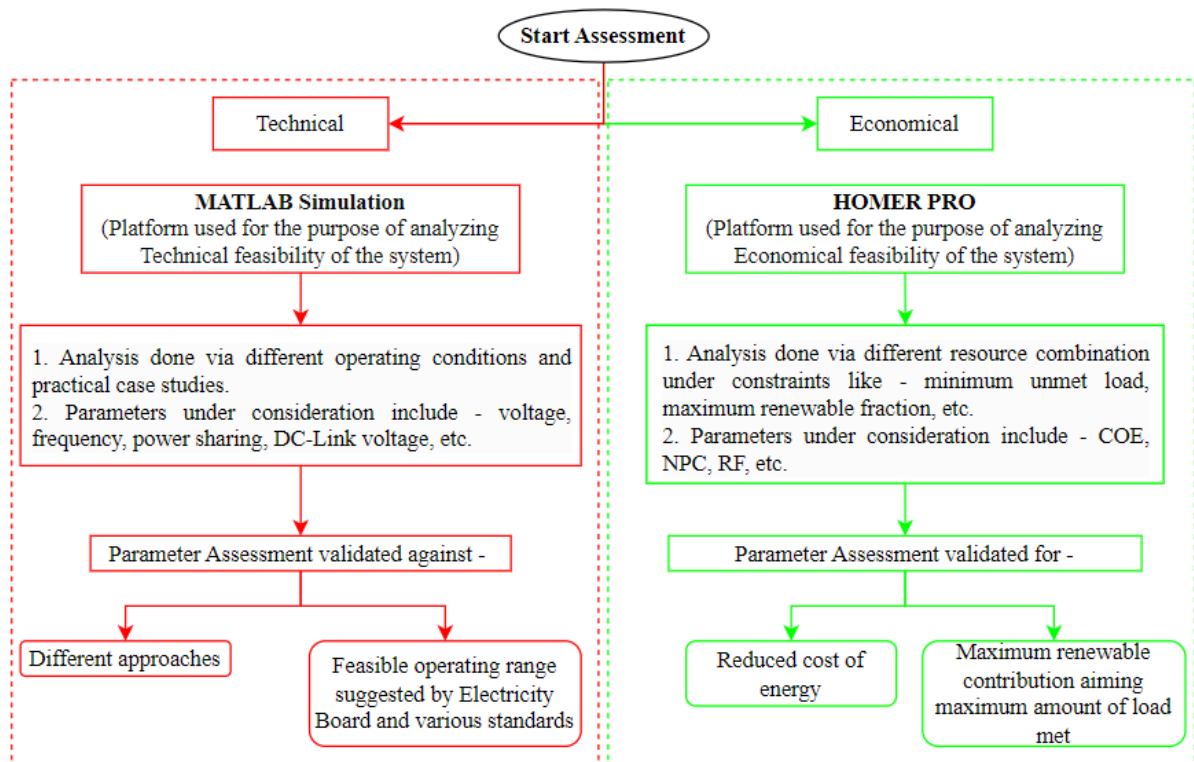 Start Assessment
Technical
MATLAB Simulation
(Platform used for the purpose of analyzing
Technical feasibility of the system)
1. Analysis done via different operating conditions and
practical case studies.
2. Parameters under consideration include - voltage,
frequency, power sharing, DC-Link voltage, etc.
Parameter Assessment validated against -
Different approaches
Feasible operating range
suggested by Electricity
Board and various standards
Economical
HOMER PRO
(Platform used for the purpose of analyzing
Economical feasibility of the system)
1. Analysis done via different resource combination
under constraints like - minimum unmet load,
maximum renewable fraction, etc.
2. Parameters under consideration include - COE,
NPC, RF, etc.
Parameter Assessment validated for -
Reduced cost of
energy
Maximum renewable
contribution aiming
maximum amount of load
met